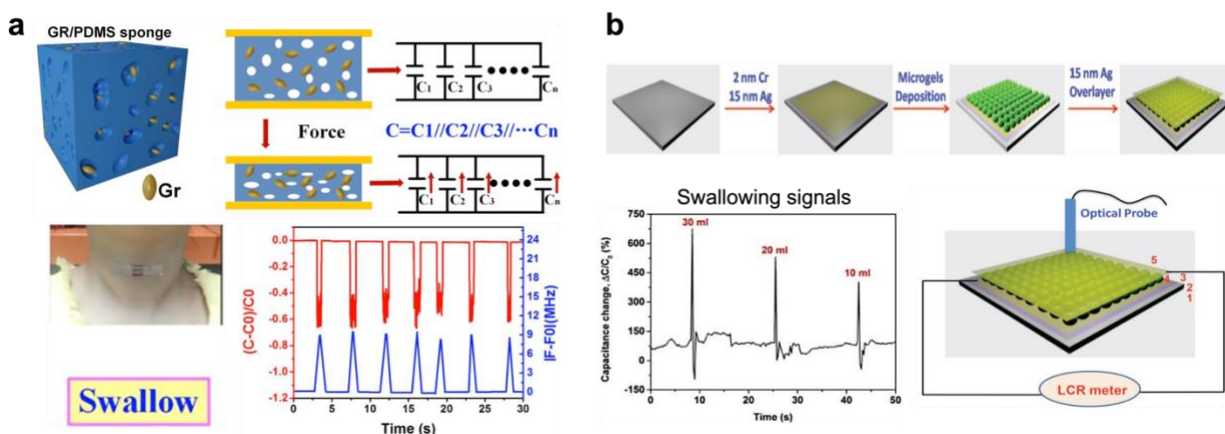 a
GR/PDMS sponge
Gr
Force
C1 C2 C3 Cn
C=C1//C2//C3//···Cn
C1 C2 C3 Cn
Swallow
(C-C0)/C0
0.0
-0.2
-0.4
-0.6
-0.8
-1.0
-1.2
24
21
18
15
12
9
6
3
0
|F-F0|(MHz)
0 5 10 15 20 25 30
Time (s)
b
2 nm Cr
15 nm Ag
Microgels
Deposition
15 nm Ag
Overlayer
Swallowing signals
Capacitance change, ΔC/C0 (%)
750
600
450
300
150
0
-150
30 ml
20 ml
10 ml
0 10 20 30 40 50
Time (s)
Optical Probe
5
4 3
2
1
LCR meter